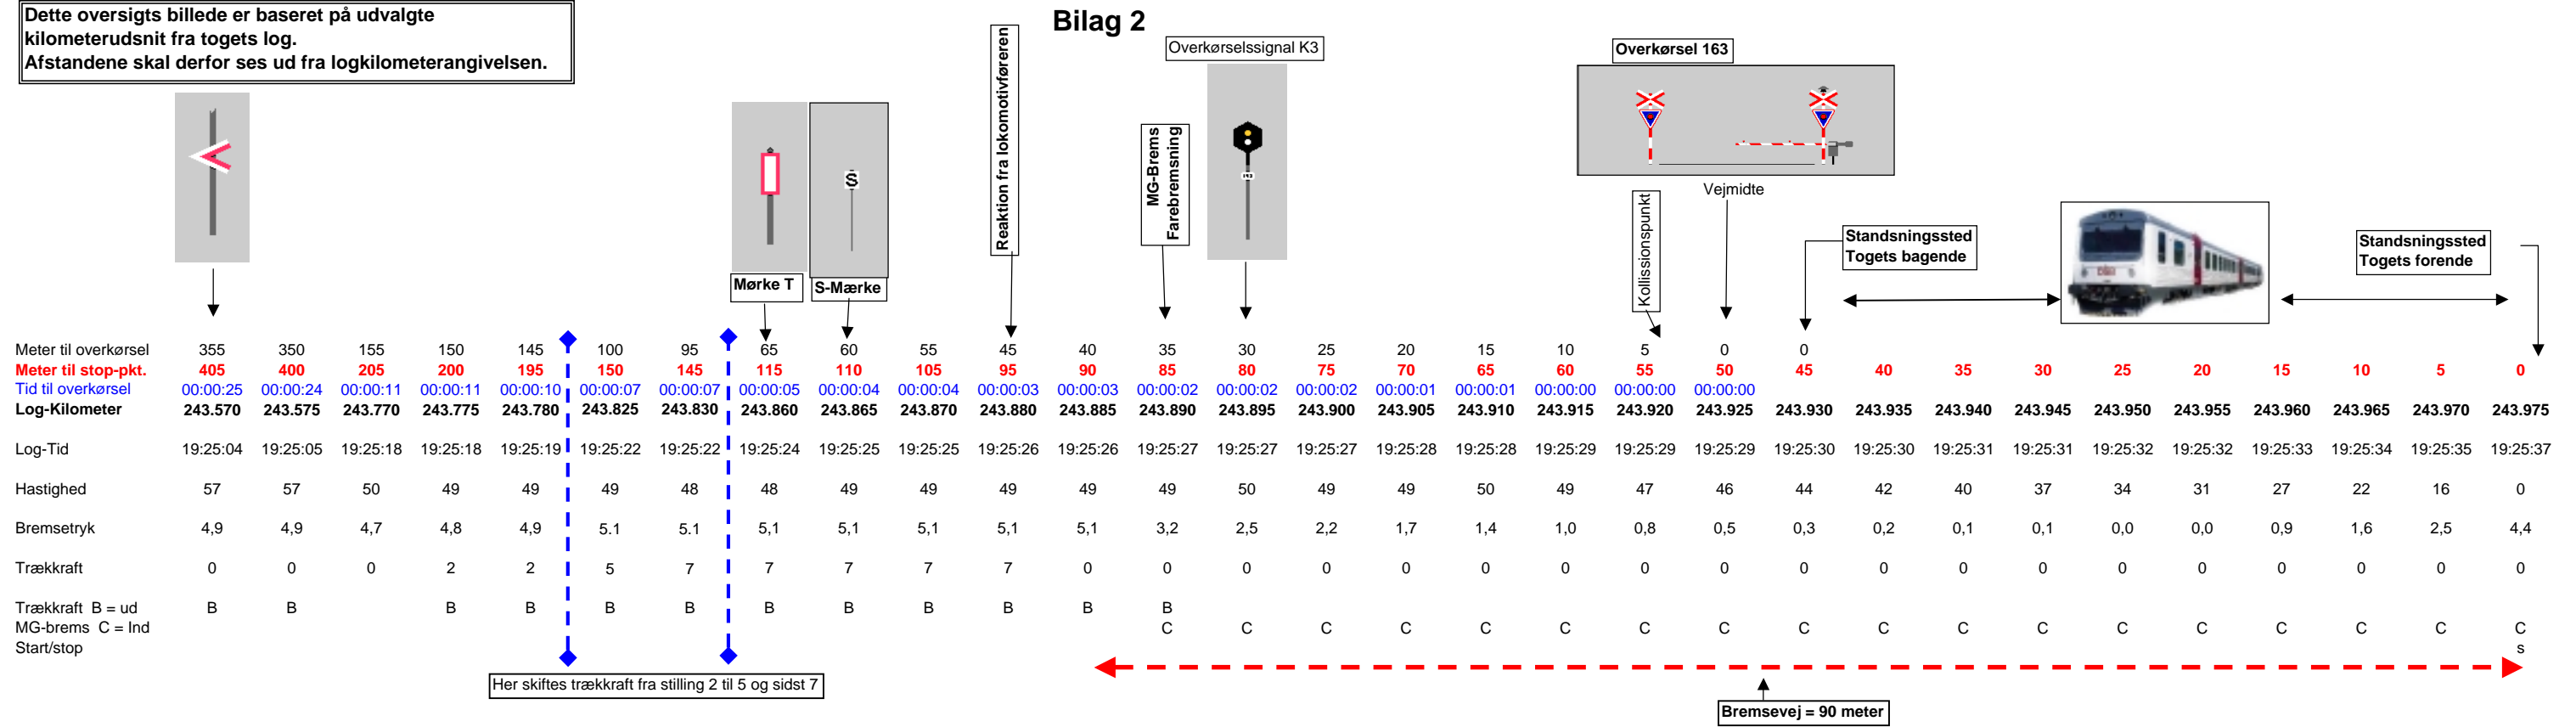 Dette oversigts billede er baseret på udvalgte
kilometerudsnit fra togets log.
Afstandene skal derfor ses ud fra logkilometerangivelsen.
Bilag 2
Reaktion fra lokomotivføreren
MG-Brems
Farebremsning
Overkørselssignal K3
Overkørsel 163
Kollissionspunkt
Vejmidte
Standsningssted
Togets bagende
Standsningssted
Togets forende
S
Mørke T
S-Mærke
Meter til overkørsel 355 350 155 150 145 100 95 65 60 55 45 40 35 30 25 20 15 10 5 0 0
Meter til stop-pkt. 405 400 205 200 195 150 145 115 110 105 95 90 85 80 75 70 65 60 55 50 45 40 35 30 25 20 15 10 5 0
Tid til overkørsel 00:00:25 00:00:24 00:00:11 00:00:11 00:00:10 00:00:07 00:00:07 00:00:05 00:00:04 00:00:04 00:00:03 00:00:03 00:00:02 00:00:02 00:00:02 00:00:01 00:00:01 00:00:00 00:00:00 00:00:00
Log-Kilometer 243.570 243.575 243.770 243.775 243.780 243.825 243.830 243.860 243.865 243.870 243.880 243.885 243.890 243.895 243.900 243.905 243.910 243.915 243.920 243.925 243.930 243.935 243.940 243.945 243.950 243.955 243.960 243.965 243.970 243.975
Log-Tid 19:25:04 19:25:05 19:25:18 19:25:18 19:25:19 19:25:22 19:25:22 19:25:24 19:25:25 19:25:25 19:25:26 19:25:26 19:25:27 19:25:27 19:25:27 19:25:28 19:25:28 19:25:29 19:25:29 19:25:29 19:25:30 19:25:30 19:25:31 19:25:31 19:25:32 19:25:32 19:25:33 19:25:34 19:25:35 19:25:37
Hastighed 57 57 50 49 49 49 48 48 49 49 49 49 49 50 49 49 50 49 47 46 44 42 40 37 34 31 27 22 16 0
Bremsetryk 4,9 4,9 4,7 4,8 4,9 5.1 5.1 5,1 5,1 5,1 5,1 5,1 3,2 2,5 2,2 1,7 1,4 1,0 0,8 0,5 0,3 0,2 0,1 0,1 0,0 0,0 0,9 1,6 2,5 4,4
Trækkraft 0 0 0 2 2 5 7 7 7 7 7 0 0 0 0 0 0 0 0 0 0 0 0 0 0 0 0 0 0 0
Trækkraft B = ud B B B B B B B B B B B B
MG-brems C = Ind C C C C C C C C C C C C C C C C C C
Start/stop s
Her skiftes trækkraft fra stilling 2 til 5 og sidst 7
Bremsevej = 90 meter